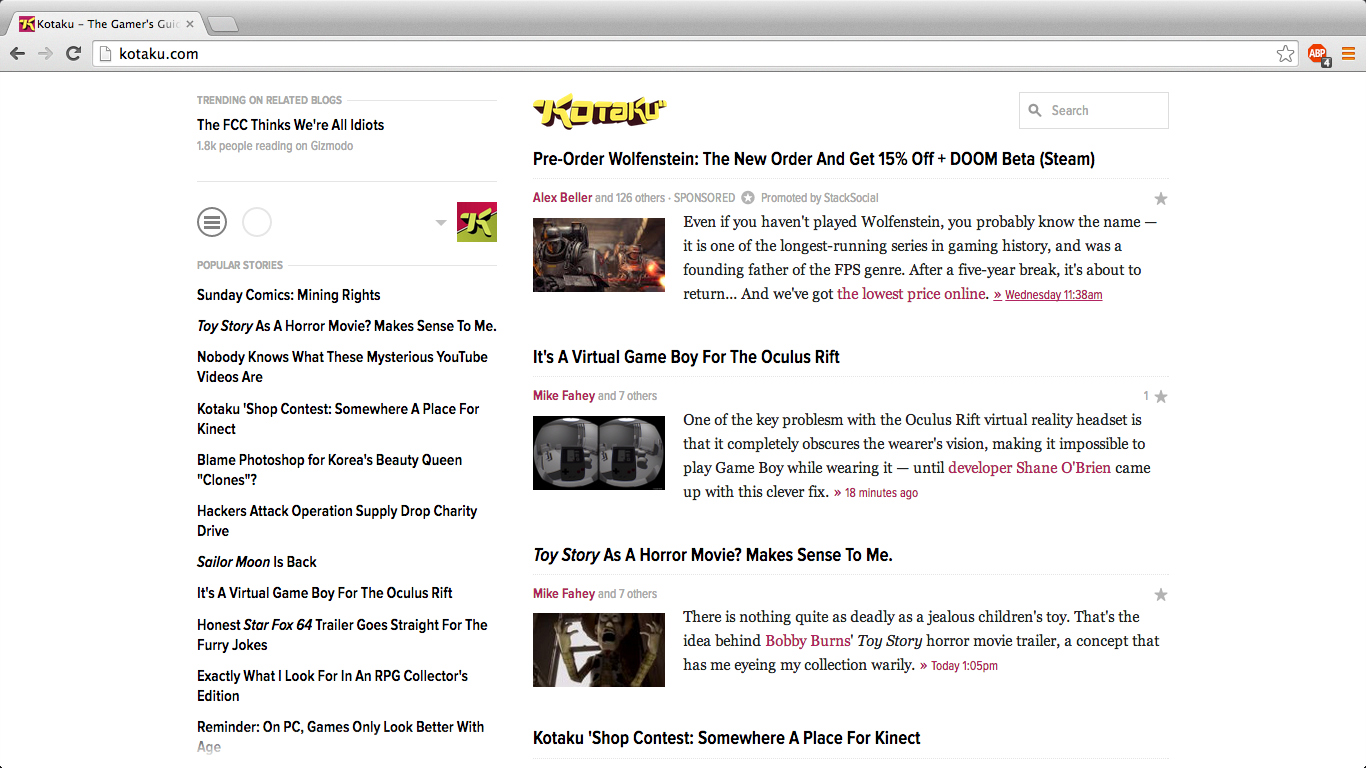 Kotaku - The Gamer's Guid
kotaku.com
ABP
4
TRENDING ON RELATED BLOGS
The FCC Thinks We're All Idiots
1.8k people reading on Gizmodo
POPULAR STORIES
Sunday Comics: Mining Rights
Toy Story As A Horror Movie? Makes Sense To Me.
Nobody Knows What These Mysterious YouTube
Videos Are
Kotaku 'Shop Contest: Somewhere A Place For
Kinect
Blame Photoshop for Korea's Beauty Queen
"Clones"?
Hackers Attack Operation Supply Drop Charity
Drive
Sailor Moon Is Back
It's A Virtual Game Boy For The Oculus Rift
Honest Star Fox 64 Trailer Goes Straight For The
Furry Jokes
Exactly What I Look For In An RPG Collector's
Edition
Reminder: On PC, Games Only Look Better With
Age
"KOTAKU"
Search
Pre-Order Wolfenstein: The New Order And Get 15% Off + DOOM Beta (Steam)
Alex Beller and 126 others · SPONSORED Promoted by StackSocial
Even if you haven't played Wolfenstein, you probably know the name —
it is one of the longest-running series in gaming history, and was a
founding father of the FPS genre. After a five-year break, it's about to
return... And we've got the lowest price online. » Wednesday 11:38am
It's A Virtual Game Boy For The Oculus Rift
Mike Fahey and 7 others 1
One of the key problesm with the Oculus Rift virtual reality headset is
that it completely obscures the wearer's vision, making it impossible to
play Game Boy while wearing it — until developer Shane O'Brien came
up with this clever fix. » 18 minutes ago
Toy Story As A Horror Movie? Makes Sense To Me.
Mike Fahey and 7 others
There is nothing quite as deadly as a jealous children's toy. That's the
idea behind Bobby Burns' Toy Story horror movie trailer, a concept that
has me eyeing my collection warily. » Today 1:05pm
Kotaku 'Shop Contest: Somewhere A Place For Kinect